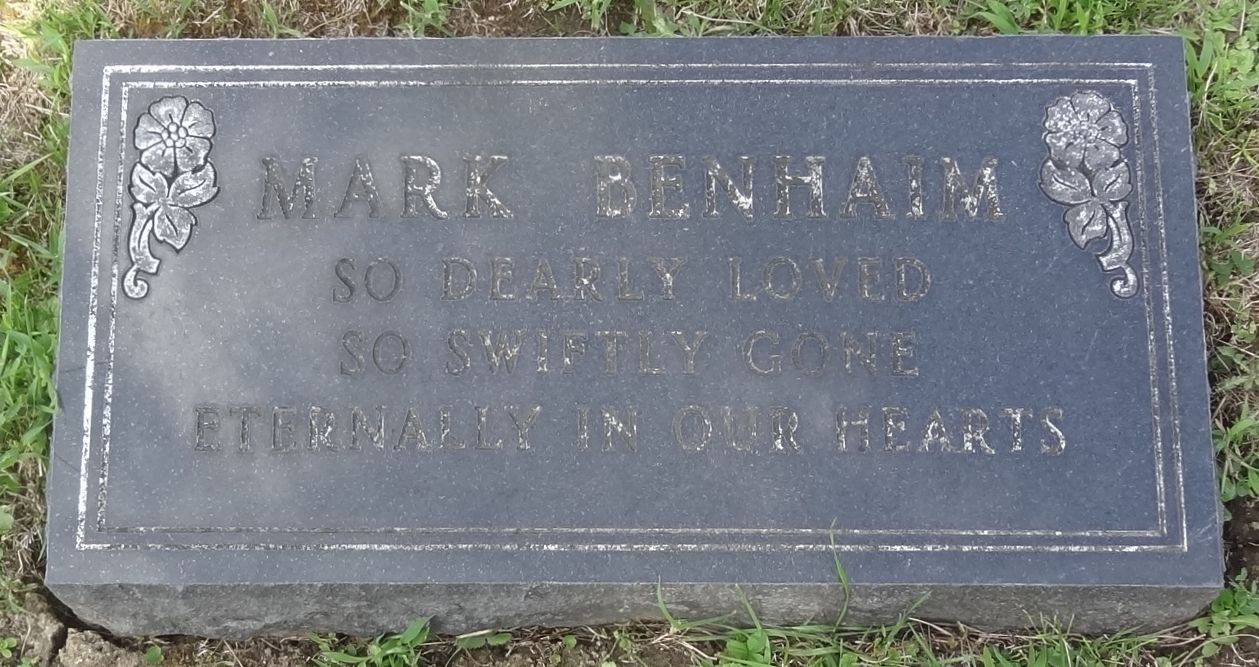 MARK BENHAIM
SO DEARLY LOVED
SO SWIFTLY GONE
ETERNALLY IN OUR HEARTS